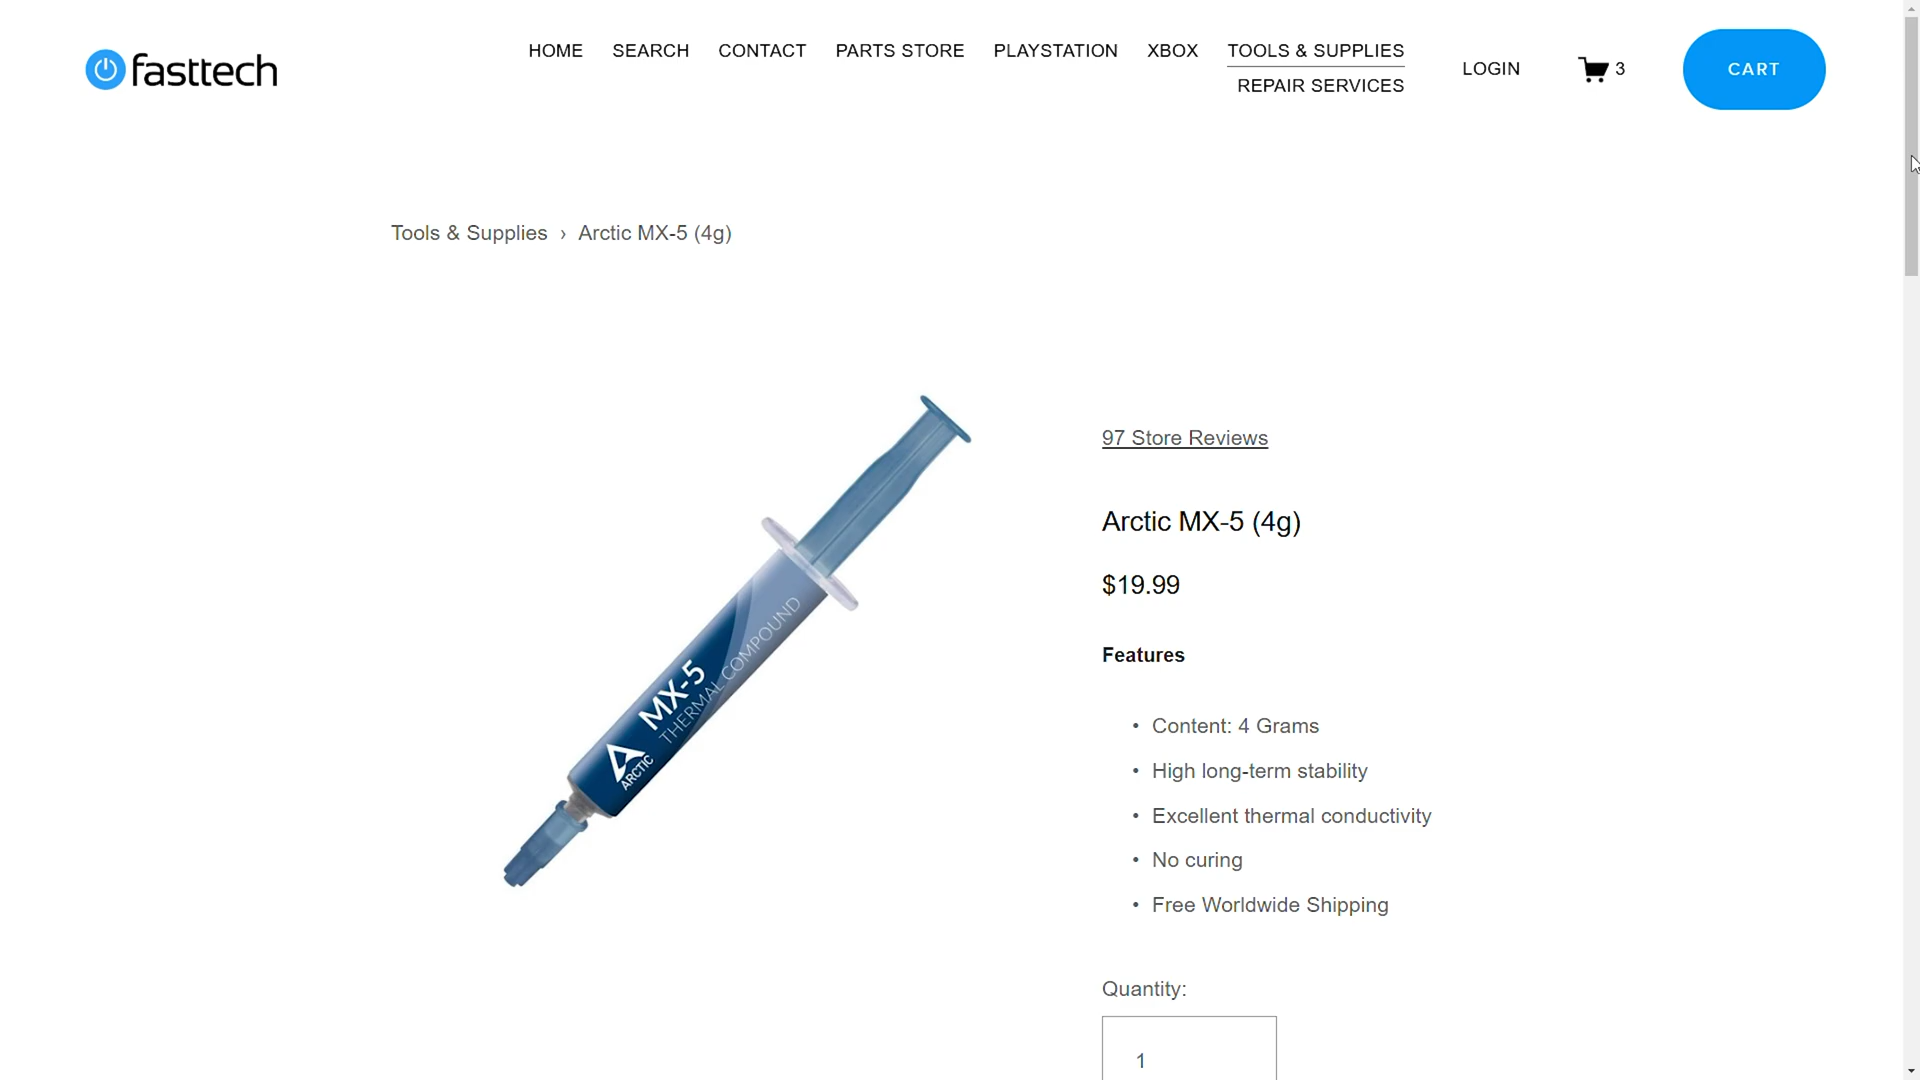 fasttech
HOME SEARCH CONTACT PARTS STORE PLAYSTATION XBOX TOOLS & SUPPLIES
REPAIR SERVICES
LOGIN
3
CART
Tools & Supplies › Arctic MX-5 (4g)
MX-5
THERMAL COMPOUND
ARCTIC
97 Store Reviews
Arctic MX-5 (4g)
$19.99
Features
• Content: 4 Grams
• High long-term stability
• Excellent thermal conductivity
• No curing
• Free Worldwide Shipping
Quantity:
1